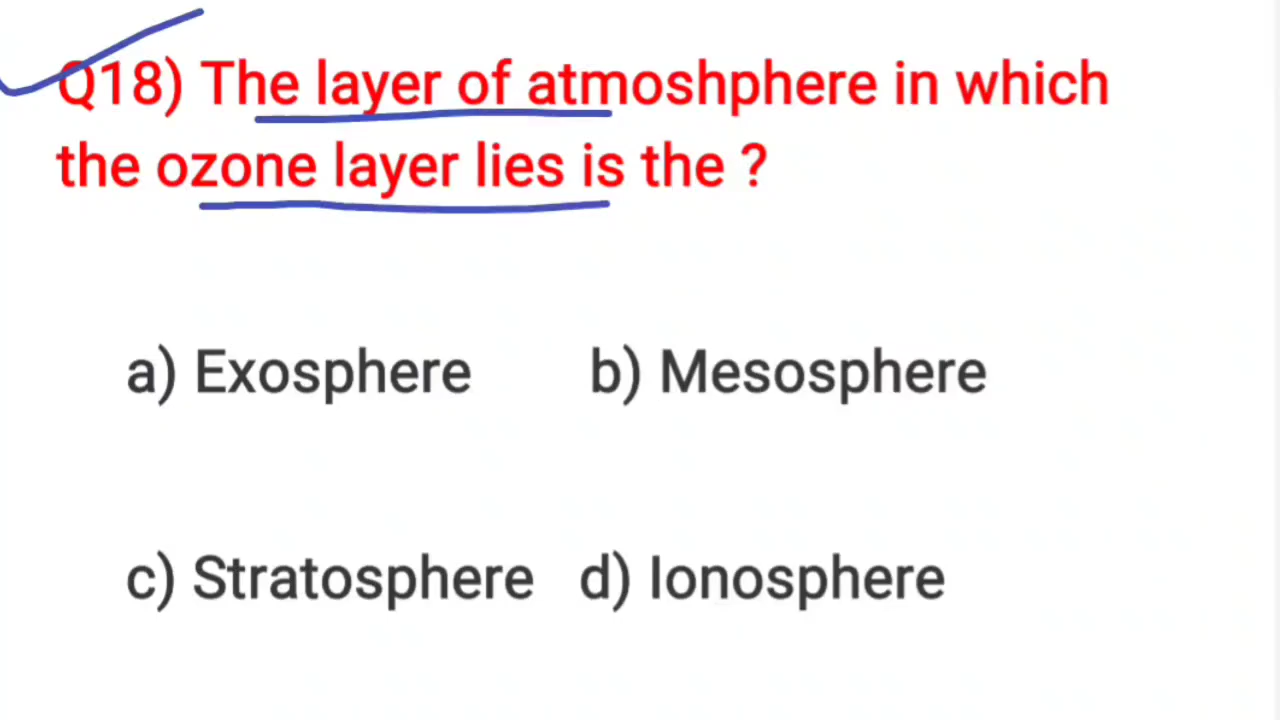 Q18) The layer of atmoshphere in which
the ozone layer lies is the ?
a) Exosphere b) Mesosphere
c) Stratosphere d) Ionosphere